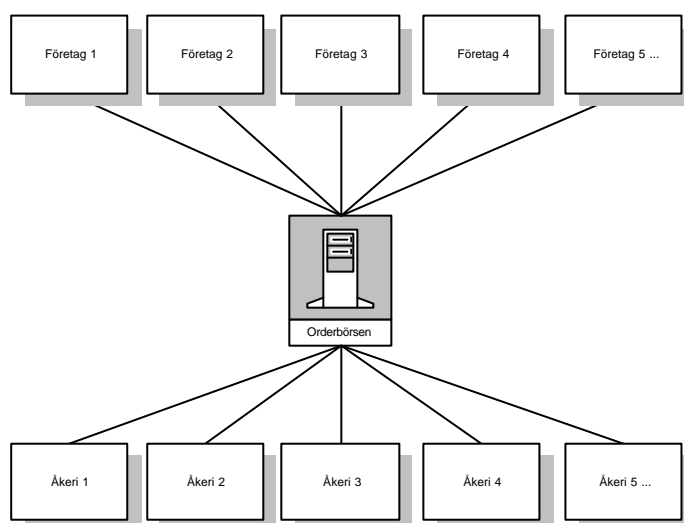 Företag 1
Företag 2
Företag 3
Företag 4
Företag 5 ...
Orderbörsen
Åkeri 1
Åkeri 2
Åkeri 3
Åkeri 4
Åkeri 5 ...